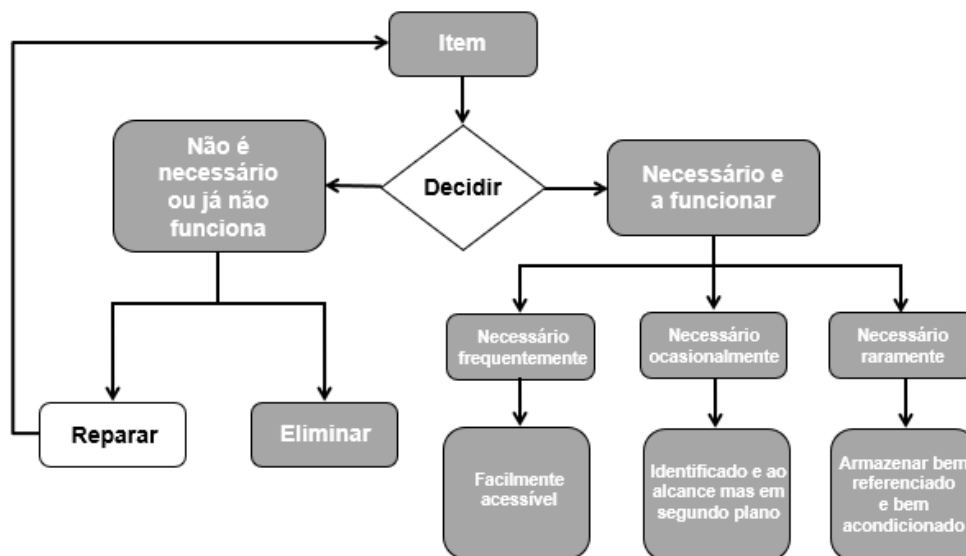 Item
Não é
necessário
ou já não
funciona
Decidir
Necessário e
a funcionar
Necessário
frequentemente
Necessário
ocasionalmente
Necessário
raramente
Reparar
Eliminar
Facilmente
acessível
Identificado e ao
alcance mas em
segundo plano
Armazenar bem
referenciado
e bem
acondicionado